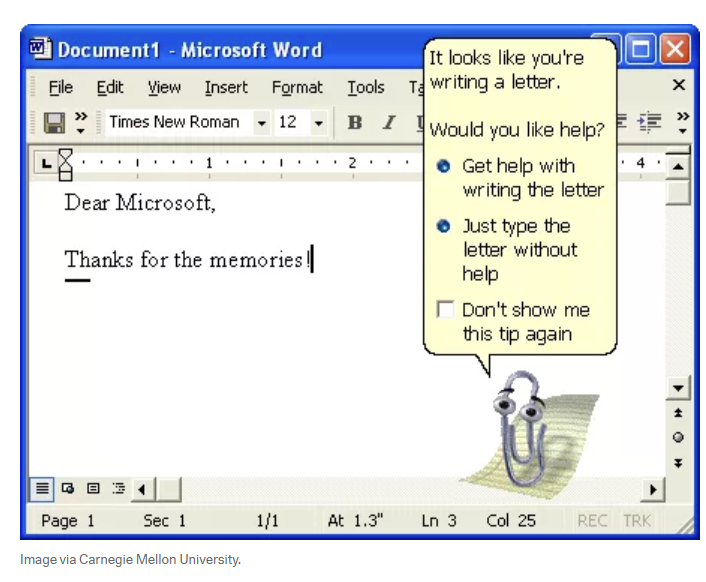 Document1 - Microsoft Word
File Edit View Insert Format Tools
Times New Roman 12 B I
L 1 2 4
It looks like you're
writing a letter.
Would you like help?
Get help with
writing the letter
Just type the
letter without
help
Don't show me
this tip again
Dear Microsoft,
Thanks for the memories!
Page 1 Sec 1 1/1 At 1.3" Ln 3 Col 25 REC TRK
Image via Carnegie Mellon University.